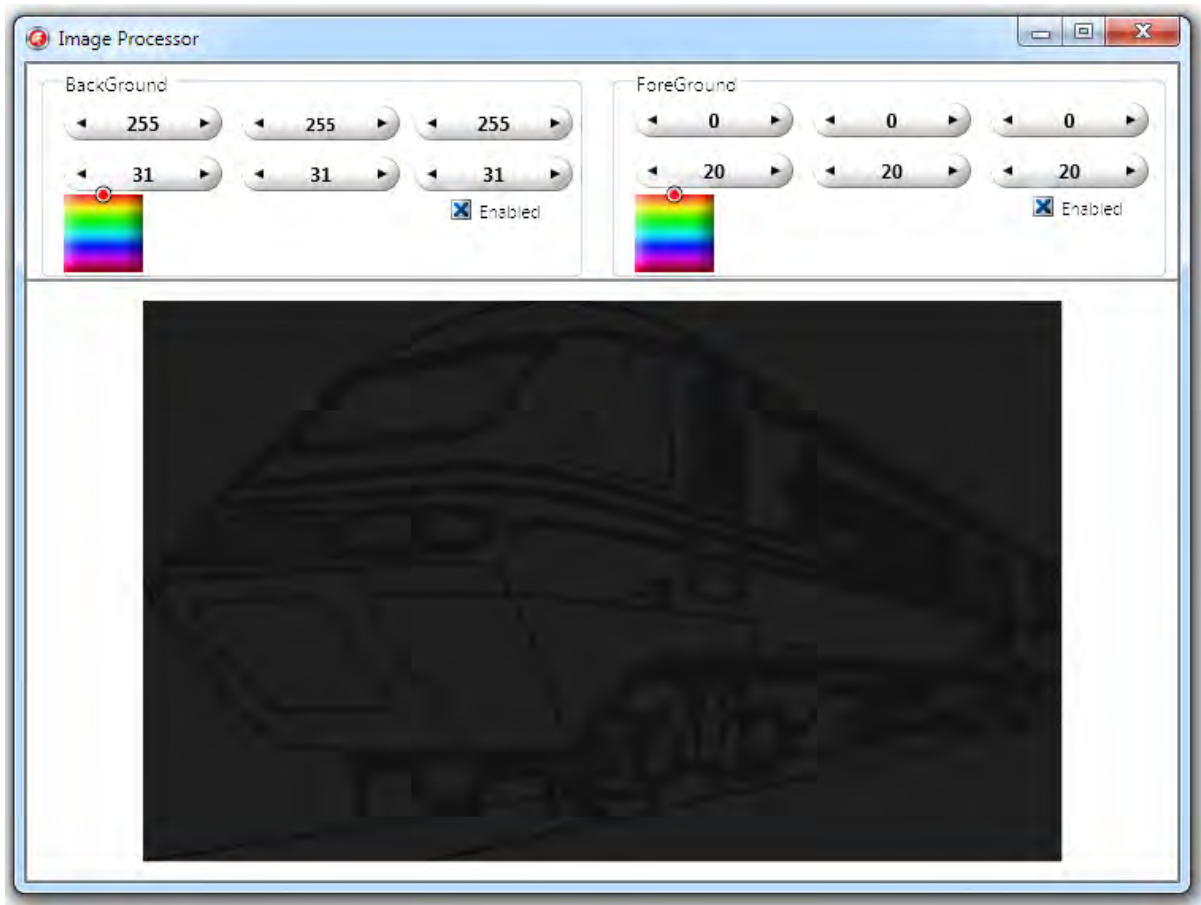 Image Processor
BackGround
255 255 255
31 31 31
Enabled
ForeGround
0 0 0
20 20 20
Enabled